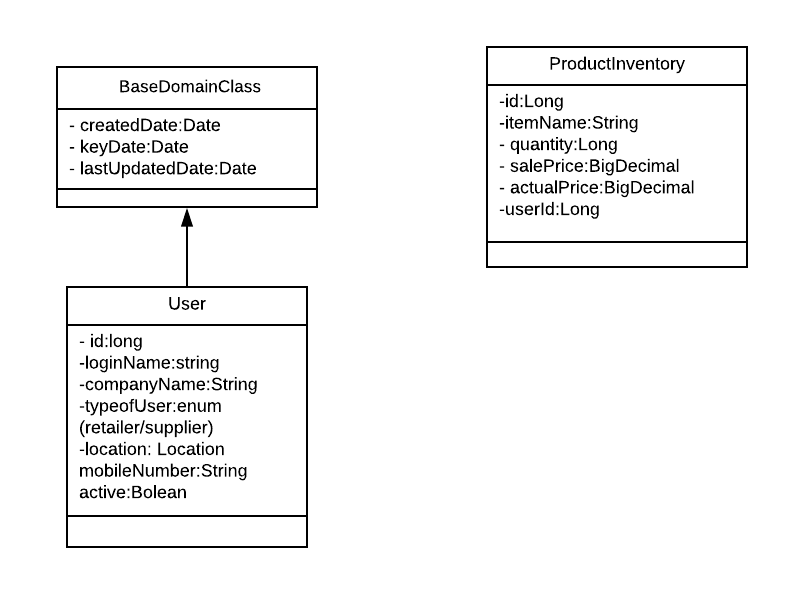 BaseDomainClass
- createdDate:Date
- keyDate:Date
- lastUpdatedDate:Date
ProductInventory
-id:Long
-itemName:String
- quantity:Long
- salePrice:BigDecimal
- actualPrice:BigDecimal
-userId:Long
User
- id:long
-loginName:string
-companyName:String
-typeofUser:enum
(retailer/supplier)
-location: Location
mobileNumber:String
active:Bolean